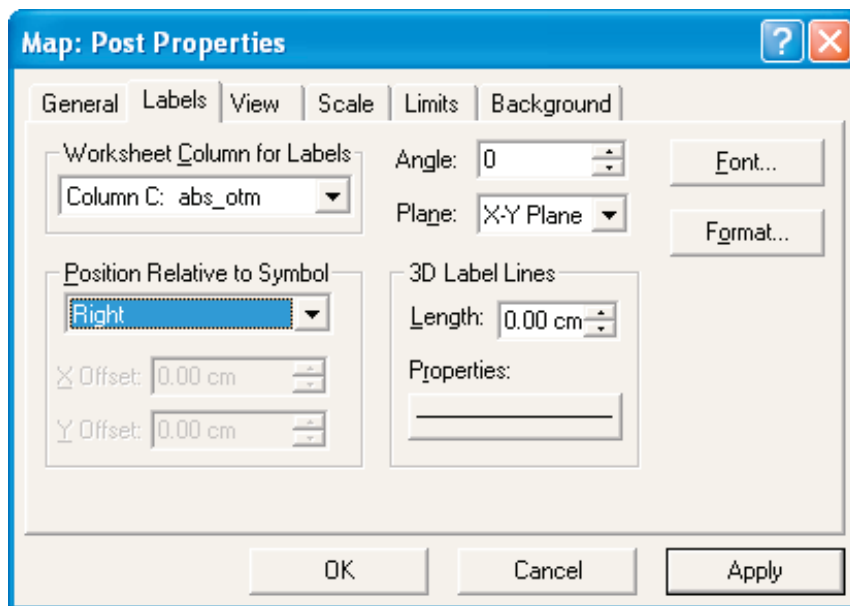 Map: Post Properties
General Labels View Scale Limits Background
Worksheet Column for Labels
Column C: abs_otm
Angle: 0
Plane: X-Y Plane
Font...
Format...
Position Relative to Symbol
Right
X Offset: 0.00 cm
Y Offset: 0.00 cm
3D Label Lines
Length: 0.00 cm
Properties:
OK Cancel Apply